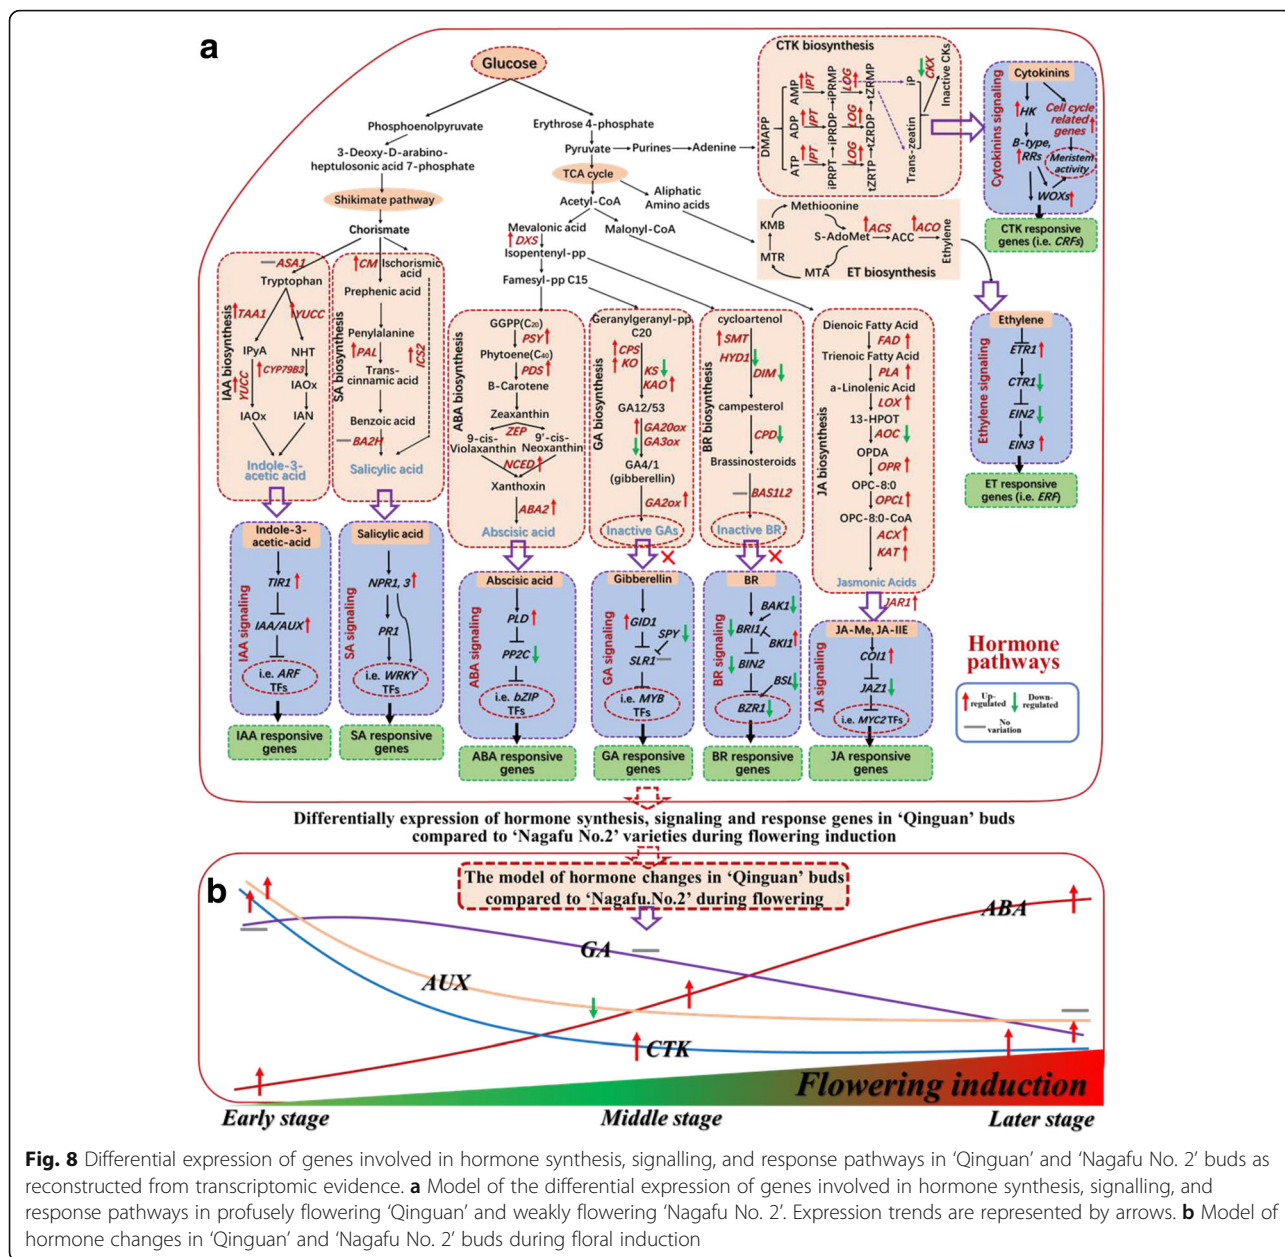 a
Glucose
Phosphoenolpyruvate
3-Deoxy-D-arabino-
heptulosonic acid 7-phosphate
Shikimate pathway
Chorismate
Erythrose 4-phosphate
Pyruvate
Purines
Adenine
TCA cycle
Acetyl-CoA
Aliphatic
Amino acids
Mevalonic acid
Malonyl-CoA
DXS
Isopentenyl-pp
Famesyl-pp C15
CTK biosynthesis
DMAPP
AMP
IPT
iPRMP
LOG
tZRMP
ADP
IPT
iPRDP
LOG
tZRDP
ATP
IPT
iPRPT
LOG
tZRTP
iP
Trans-zeatin
CKX
Inactive CKs
Cytokinins signaling
Cytokinins
HK
Cell cycle
related
genes
B-type,
RRs
Meristem
activity
WOXs
CTK responsive
genes (i.e. CRFs)
Methioonine
KMB
S-AdoMet
ACS
ACC
ACO
Ethylene
MTR
MTA
ET biosynthesis
Ethylene signaling
Ethylene
ETR1
CTR1
EIN2
EIN3
ET responsive
genes (i.e. ERF)
IAA biosynthesis
ASA1
Tryptophan
TAA1
YUCC
IPyA
NHT
CYP79B3
YUCC
IAOx
IAOx
IAN
Indole-3-
acetic acid
SA biosynthesis
CM
Ischorismic
acid
Prephenic acid
Penylalanine
PAL
ICS2
Trans-
cinnamic acid
Benzoic acid
BA2H
Salicylic acid
ABA biosynthesis
GGPP(C20)
PSY
Phytoene(C40)
PDS
B-Carotene
Zeaxanthin
ZEP
9-cis-
Violaxanthin
9'-cis-
Neoxanthin
NCED
Xanthoxin
ABA2
Abscisic acid
GA biosynthesis
Geranylgeranyl-pp
C20
CPS
KO
KS
KAO
GA12/53
GA20ox
GA3ox
GA4/1
(gibberellin)
GA2ox
Inactive GAs
BR biosynthesis
cycloartenol
SMT
HYD1
DIM
campesterol
CPD
Brassinosteroids
BAS1L2
Inactive BR
JA biosynthesis
Dienoic Fatty Acid
FAD
Trienoic Fatty Acid
PLA
a-Linolenic Acid
LOX
13-HPOT
AOC
OPDA
OPR
OPC-8:0
OPCL
OPC-8:0-CoA
ACX
KAT
Jasmonic Acids
JAR1
IAA signaling
Indole-3-
acetic-acid
TIR1
IAA/AUX
i.e. ARF
TFs
IAA responsive
genes
SA signaling
Salicylic acid
NPR1, 3
PR1
i.e. WRKY
TFs
SA responsive
genes
ABA signaling
Abscisic acid
PLD
PP2C
i.e. bZIP
TFs
ABA responsive
genes
GA signaling
Gibberellin
GID1
SPY
SLR1
i.e. MYB
TFs
GA responsive
genes
BR signaling
BR
BAK1
BRI1
BKI1
BIN2
BSL
BZR1
BR responsive
genes
JA signaling
JA-Me, JA-IIE
COI1
JAZ1
i.e. MYC2 TFs
JA responsive
genes
Hormone
pathways
Up-
regulated
Down-
regulated
No
variation
Differentially expression of hormone synthesis, signaling and response genes in ‘Qinguan’ buds
compared to ‘Nagafu No.2’ varieties during flowering induction
b
The model of hormone changes in ‘Qinguan’ buds
compared to ‘Nagafu.No.2’ during flowering
ABA
GA
AUX
CTK
Flowering induction
Early stage
Middle stage
Later stage
Fig. 8 Differential expression of genes involved in hormone synthesis, signalling, and response pathways in ‘Qinguan’ and ‘Nagafu No. 2’ buds as
reconstructed from transcriptomic evidence. a Model of the differential expression of genes involved in hormone synthesis, signalling, and
response pathways in profusely flowering ‘Qinguan’ and weakly flowering ‘Nagafu No. 2’. Expression trends are represented by arrows. b Model of
hormone changes in ‘Qinguan’ and ‘Nagafu No. 2’ buds during floral induction